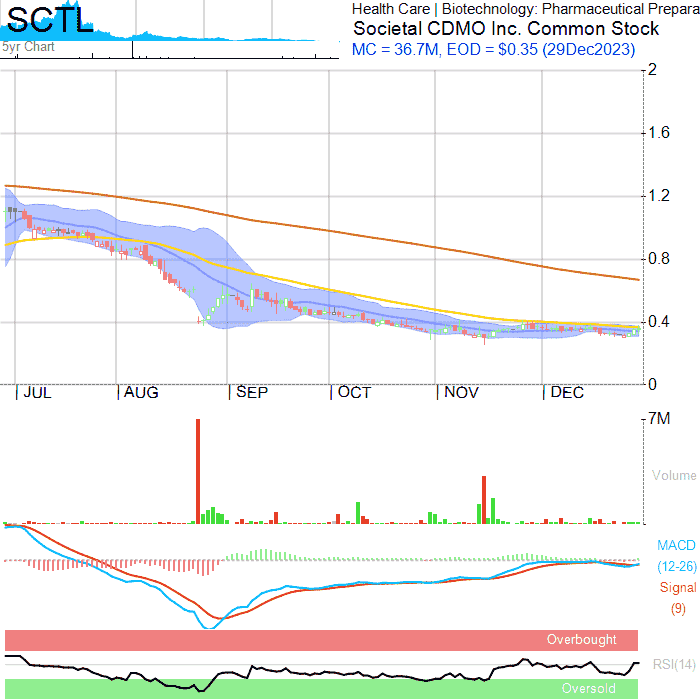 SCTL
5yr Chart
Health Care | Biotechnology: Pharmaceutical Prepara
Societal CDMO Inc. Common Stock
MC = 36.7M, EOD = $0.35 (29Dec2023)
2
1.6
1.2
0.8
0.4
0
JUL AUG SEP OCT NOV DEC
7M
Volume
MACD
(12-26)
Signal
(9)
Overbought
RSI(14)
Oversold